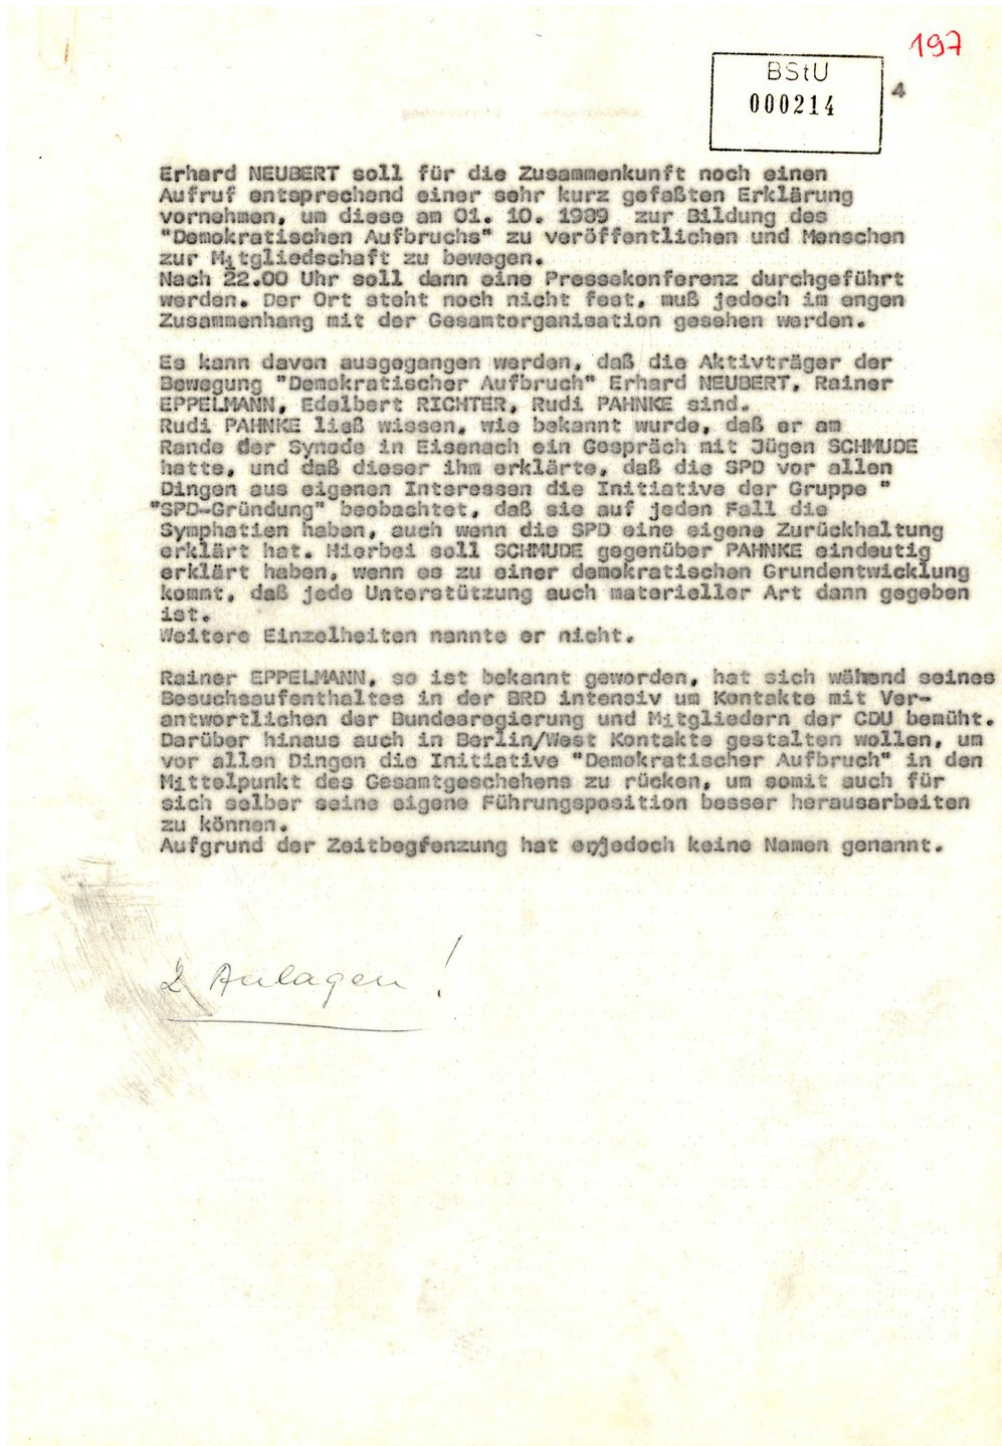 197
BStU
000214
4
Erhard NEUBERT soll für die Zusammenkunft noch einen
Aufruf entsprechend einer sehr kurz gefaßten Erklärung
vornehmen, um diese am 01. 10. 1989 zur Bildung des
"Demokratischen Aufbruchs" zu veröffentlichen und Menschen
zur Mitgliedschaft zu bewegen.
Nach 22.00 Uhr soll dann eine Pressekonferenz durchgeführt
werden. Der Ort steht noch nicht fest, muß jedoch im engen
Zusammenhang mit der Gesamtorganisation gesehen werden.
Es kann davon ausgegangen werden, daß die Aktivträger der
Bewegung "Demokratischer Aufbruch" Erhard NEUBERT, Rainer
EPPELMANN, Edelbert RICHTER, Rudi PAHNKE sind.
Rudi PAHNKE ließ wissen, wie bekannt wurde, daß er am
Rande der Synode in Eisenach ein Gespräch mit Jügen SCHMUDE
hatte, und daß dieser ihm erklärte, daß die SPD vor allen
Dingen aus eigenen Interessen die Initiative der Gruppe "
"SPD-Gründung" beobachtet, daß sie auf jeden Fall die
Symphatien haben, auch wenn die SPD eine eigene Zurückhaltung
erklärt hat. Hierbei soll SCHMUDE gegenüber PAHNKE eindeutig
erklärt haben, wenn es zu einer demokratischen Grundentwicklung
kommt, daß jede Unterstützung auch materieller Art dann gegeben
ist.
Weitere Einzelheiten nannte er nicht.
Rainer EPPELMANN, so ist bekannt geworden, hat sich während seines
Besuchsaufenthaltes in der BRD intensiv um Kontakte mit Ver-
antwortlichen der Bundesregierung und Mitgliedern der CDU bemüht.
Darüber hinaus auch in Berlin/West Kontakte gestalten wollen, um
vor allen Dingen die Initiative "Demokratischer Aufbruch" in den
Mittelpunkt des Gesamtgeschehens zu rücken, um somit auch für
sich selber seine eigene Führungsposition besser herausarbeiten
zu können.
Aufgrund der Zeitbegfenzung hat er jedoch keine Namen genannt.
2 Anlagen !